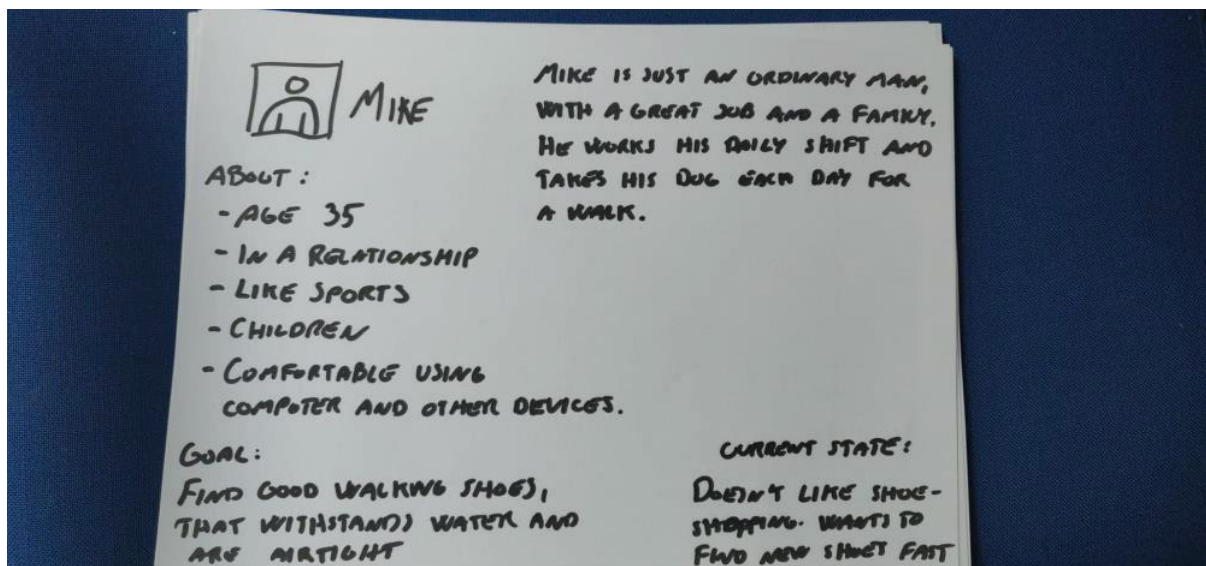 MIKE
MIKE IS JUST AN ORDINARY MAN,
WITH A GREAT JOB AND A FAMILY.
HE WORKS HIS DAILY SHIFT AND
TAKES HIS DOG EACH DAY FOR
A WALK.
ABOUT:
- AGE 35
- IN A RELATIONSHIP
- LIKE SPORTS
- CHILDREN
- COMFORTABLE USING
COMPUTER AND OTHER DEVICES.
GOAL:
FIND GOOD WALKING SHOES,
THAT WITHSTANDS WATER AND
ARE AIRTIGHT
CURRENT STATE:
DOESN'T LIKE SHOE-
SHOPPING. WANTS TO
FIND NEW SHOES FAST